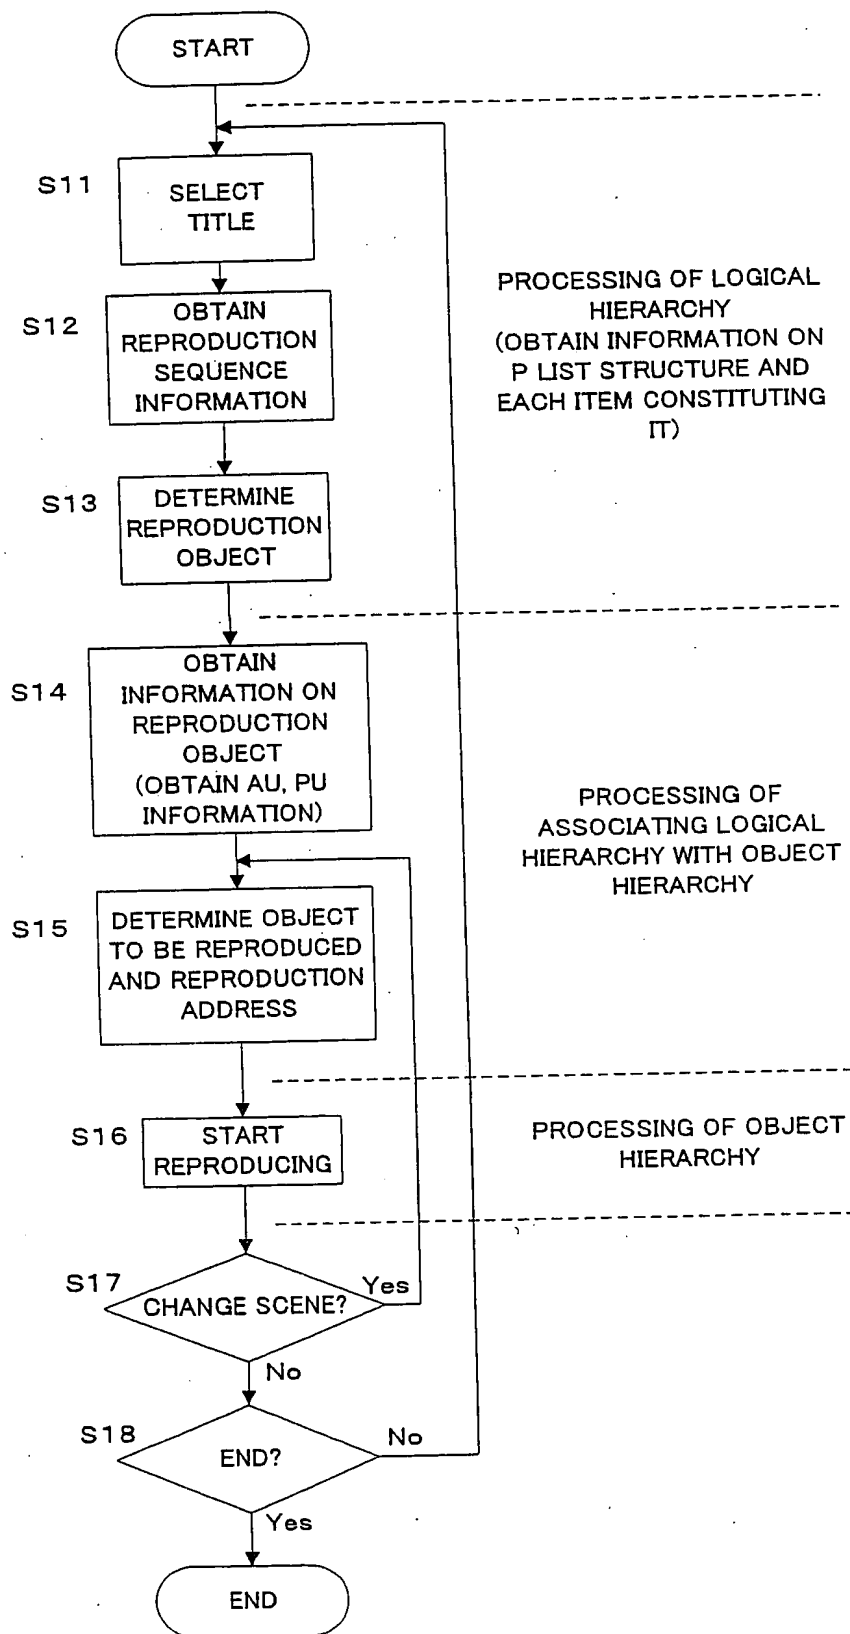 START
S11
SELECT
TITLE
S12
OBTAIN
REPRODUCTION
SEQUENCE
INFORMATION
PROCESSING OF LOGICAL
HIERARCHY
(OBTAIN INFORMATION ON
P LIST STRUCTURE AND
EACH ITEM CONSTITUTING
IT)
S13
DETERMINE
REPRODUCTION
OBJECT
S14
OBTAIN
INFORMATION ON
REPRODUCTION
OBJECT
(OBTAIN AU, PU
INFORMATION)
PROCESSING OF
ASSOCIATING LOGICAL
HIERARCHY WITH OBJECT
HIERARCHY
S15
DETERMINE OBJECT
TO BE REPRODUCED
AND REPRODUCTION
ADDRESS
S16
START
REPRODUCING
PROCESSING OF OBJECT
HIERARCHY
S17
CHANGE SCENE?
Yes
No
S18
END?
No
Yes
END